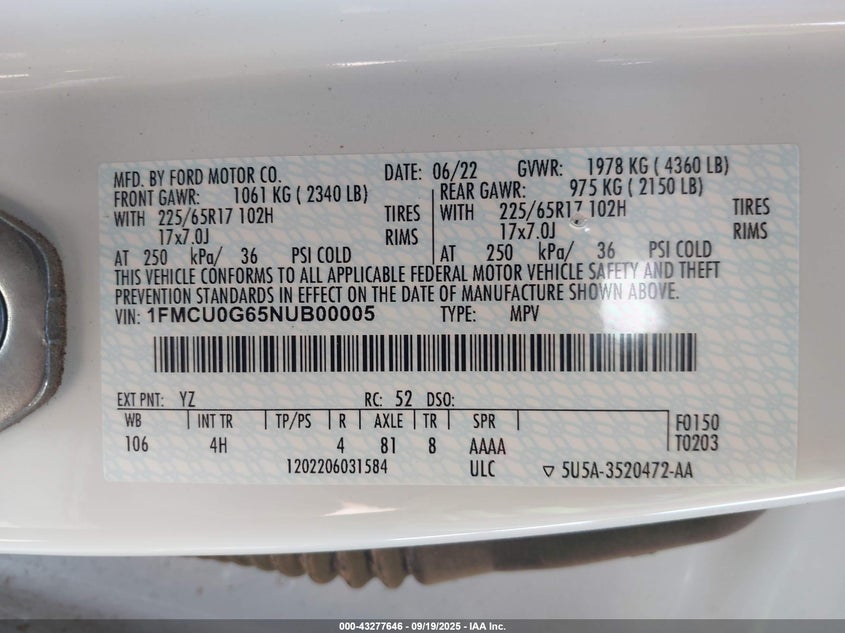 MFD. BY FORD MOTOR CO. DATE: 06/22 GVWR: 1978 KG ( 4360 LB)
FRONT GAWR: 1061 KG ( 2340 LB) REAR GAWR: 975 KG ( 2150 LB)
WITH 225/65R17 102H TIRES WITH 225/65R17 102H TIRES
17x7.0J RIMS 17x7.0J RIMS
AT 250 kPa/ 36 PSI COLD AT 250 kPa/ 36 PSI COLD
THIS VEHICLE CONFORMS TO ALL APPLICABLE FEDERAL MOTOR VEHICLE SAFETY AND THEFT
PREVENTION STANDARDS IN EFFECT ON THE DATE OF MANUFACTURE SHOWN ABOVE.
VIN: 1FMCU0G65NUB00005 TYPE: MPV
EXT PNT: YZ RC: 52 DSO:
WB INT TR TP/PS R AXLE TR SPR F0150
106 4H 4 81 8 AAAA T0203
1202206031584 ULC ▽ 5U5A-3520472-AA
000-43277646 - 09/19/2025 - IAA Inc.